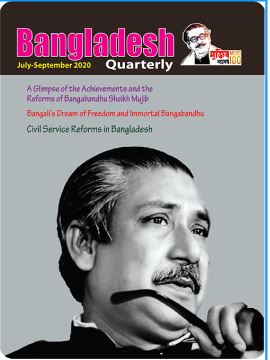 Bangladesh
Quarterly
July-September 2020
মুজিব
100
A Glimpse of the Achievements and the
Reforms of Bangabandhu Sheikh Mujib
Bangali's Dream of Freedom and Immortal Bangabandhu
Civil Service Reforms in Bangladesh